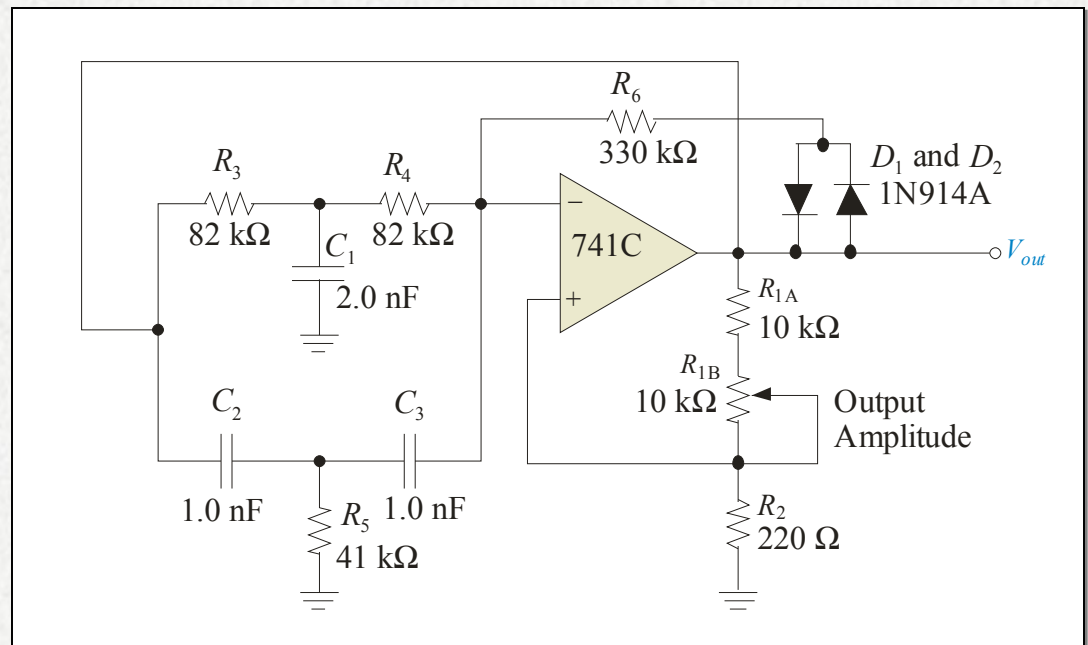 R6
330 kΩ
D1 and D2
1N914A
R3
82 kΩ
R4
82 kΩ
C1
2.0 nF
−
741C
+
Vout
R1A
10 kΩ
R1B
10 kΩ
Output
Amplitude
C2
1.0 nF
C3
1.0 nF
R5
41 kΩ
R2
220 Ω